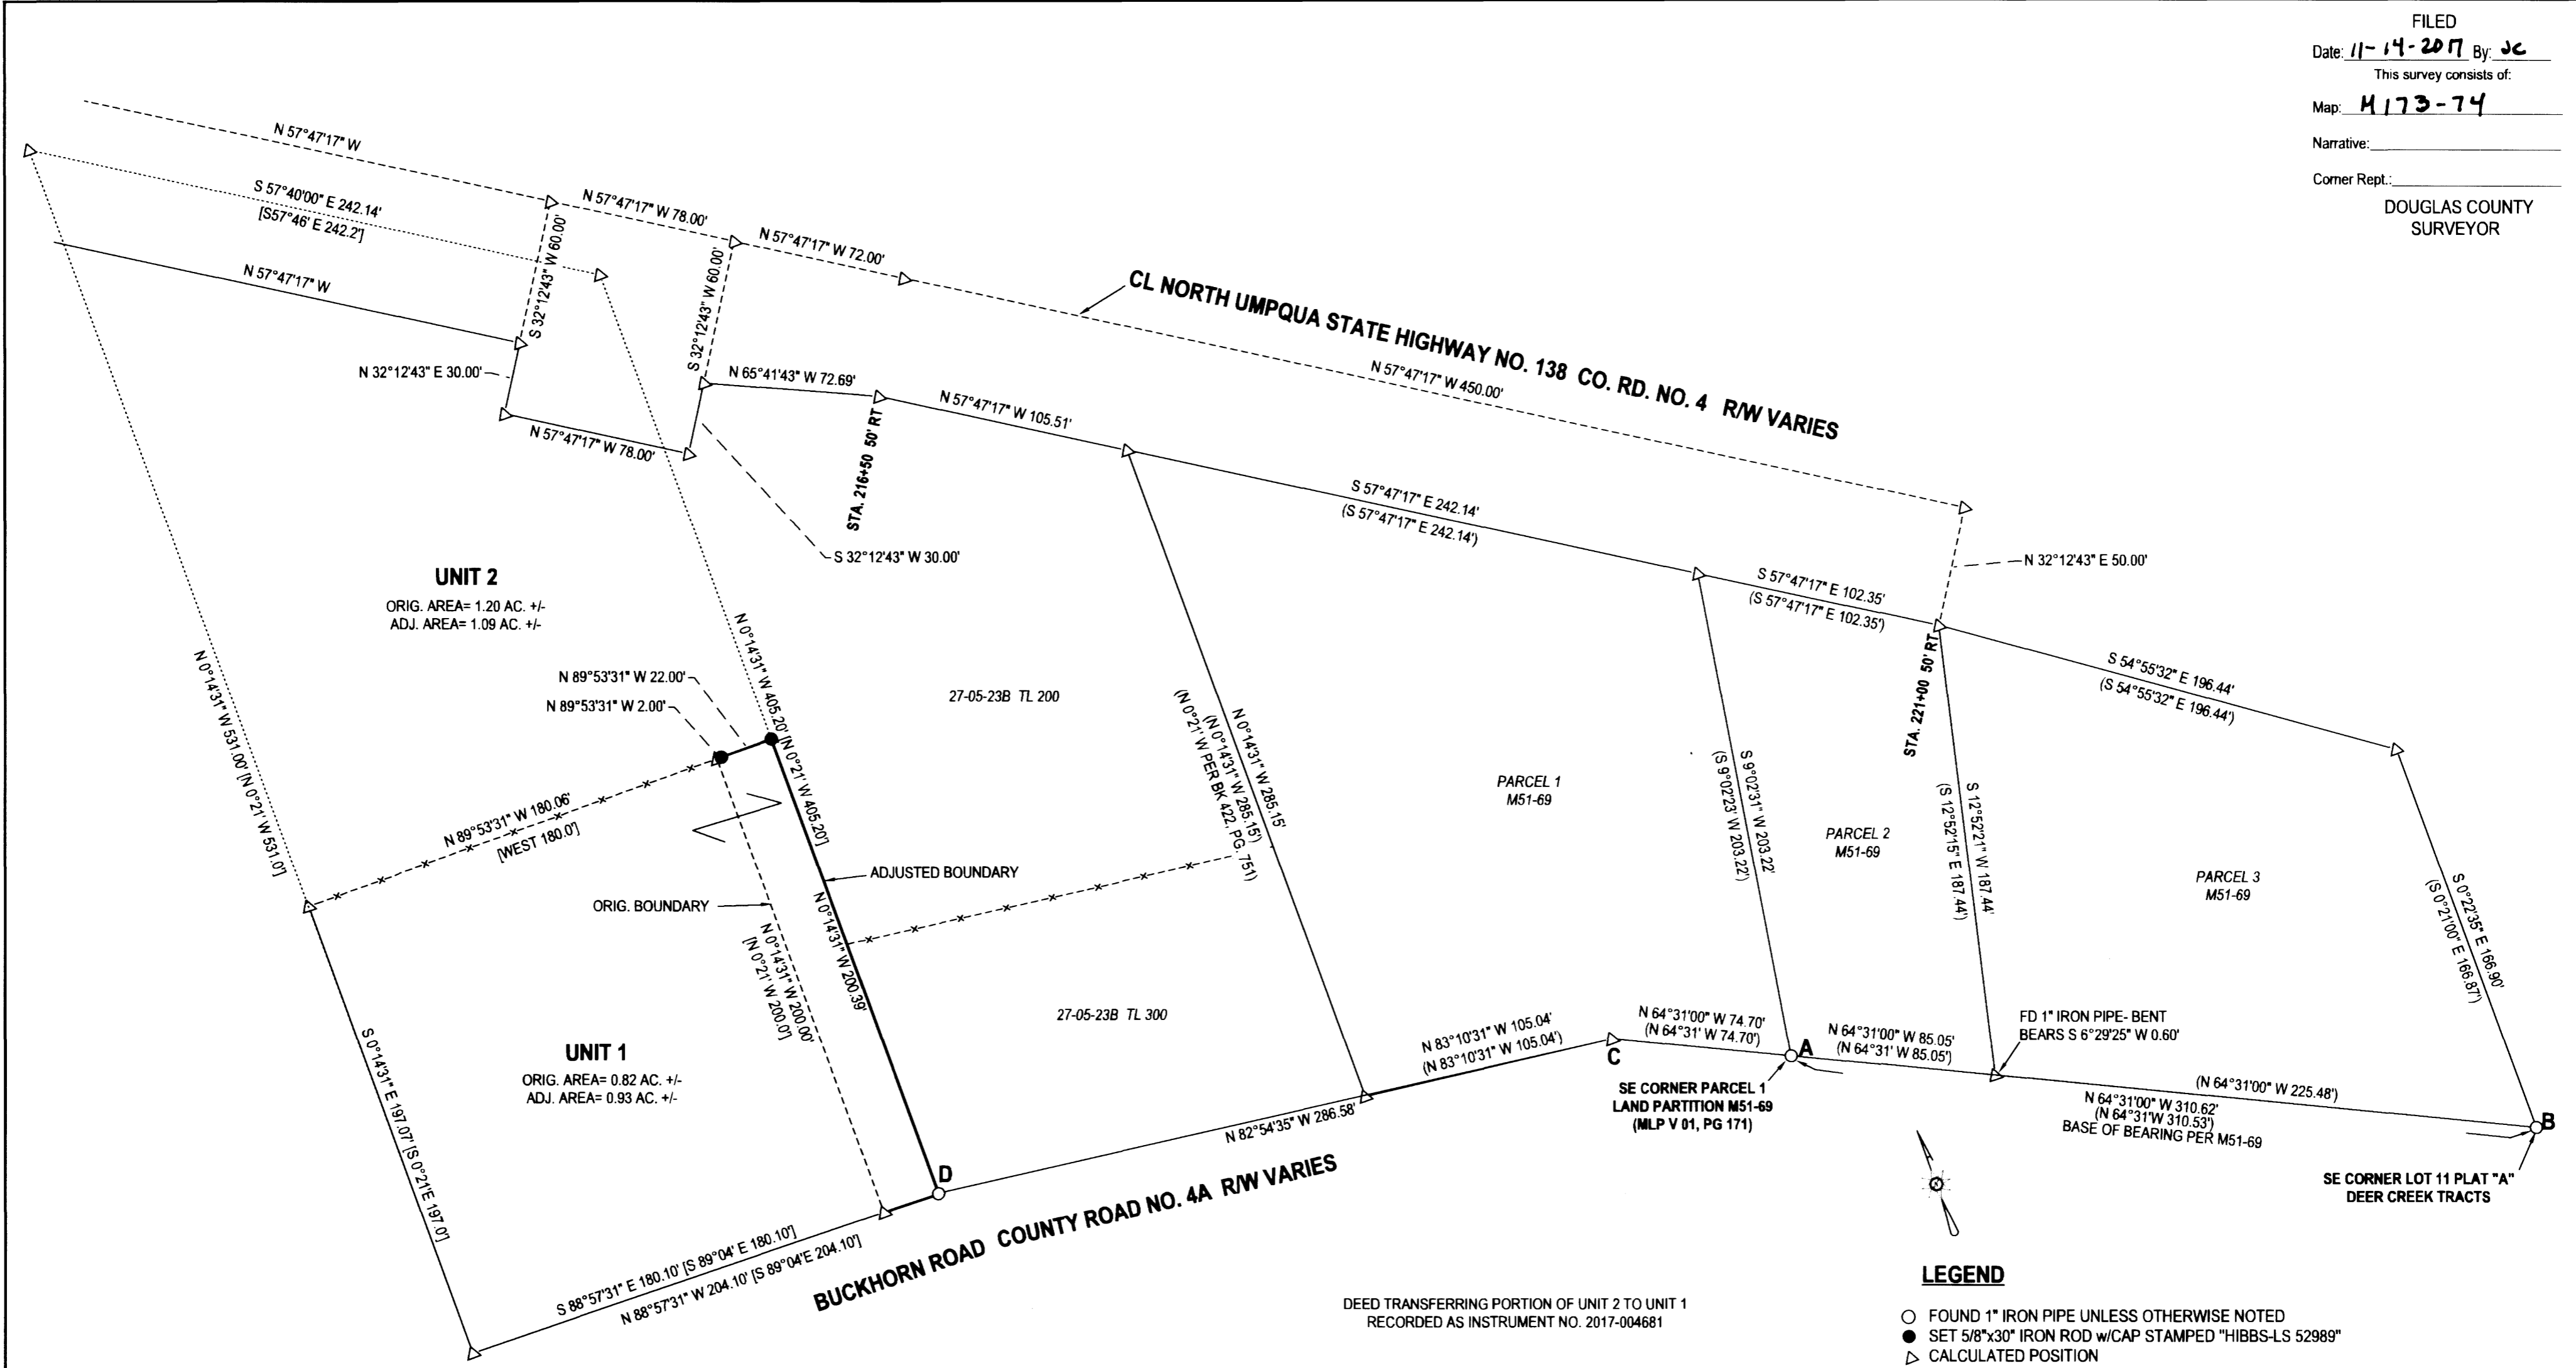 FILED
Date: 11-14-2017 By: JC
This survey consists of:
Map: M173-74
Narrative:
Corner Rept.:
DOUGLAS COUNTY
SURVEYOR
N 57°47'17" W
S 57°40'00" E 242.14'
[S57°46' E 242.2']
N 57°47'17" W
S 32°12'43" W 60.00'
N 57°47'17" W 78.00'
S 32°12'43" W 60.00'
N 57°47'17" W 72.00'
CL NORTH UMPQUA STATE HIGHWAY NO. 138 CO. RD. NO. 4 R/W VARIES
N 57°47'17" W 450.00'
N 32°12'43" E 30.00'
N 57°47'17" W 78.00'
N 65°41'43" W 72.69'
STA. 216+50 50' RT
N 57°47'17" W 105.51'
S 32°12'43" W 30.00'
S 57°47'17" E 242.14'
(S 57°47'17" E 242.14')
S 57°47'17" E 102.35'
(S 57°47'17" E 102.35')
N 32°12'43" E 50.00'
STA. 221+00 50' RT
S 54°55'32" E 196.44'
(S 54°55'32" E 196.44')
UNIT 2
ORIG. AREA= 1.20 AC. +/-
ADJ. AREA= 1.09 AC. +/-
N 0°14'31" W 531.00' [N 0°21' W 531.0']
N 89°53'31" W 22.00'
N 89°53'31" W 2.00'
N 0°14'31" W 405.20' [N 0°21' W 405.20']
27-05-23B TL 200
N 0°14'31" W 285.15'
(N 0°14'31" W 285.15')
(N 0°21' W PER BK 422, PG. 751)
PARCEL 1
M51-69
S 9°02'31" W 203.22'
(S 9°02'23" W 203.22')
PARCEL 2
M51-69
S 12°52'21" W 187.44'
(S 12°52'15" E 187.44')
PARCEL 3
M51-69
S 0°22'35" E 166.90'
(S 0°21'00" E 166.87')
N 89°53'31" W 180.06'
[WEST 180.0']
ADJUSTED BOUNDARY
ORIG. BOUNDARY
N 0°14'31" W 200.00'
[N 0°21' W 200.0']
N 0°14'31" W 200.39'
27-05-23B TL 300
UNIT 1
ORIG. AREA= 0.82 AC. +/-
ADJ. AREA= 0.93 AC. +/-
S 0°14'31" E 197.07' [S 0°21'E 197.0']
S 88°57'31" E 180.10' [S 89°04' E 180.10']
N 88°57'31" W 204.10' [S 89°04'E 204.10']
D
N 82°54'35" W 286.58'
BUCKHORN ROAD COUNTY ROAD NO. 4A R/W VARIES
N 83°10'31" W 105.04'
(N 83°10'31" W 105.04')
C
N 64°31'00" W 74.70'
(N 64°31' W 74.70')
A
SE CORNER PARCEL 1
LAND PARTITION M51-69
(MLP V 01, PG 171)
N 64°31'00" W 85.05'
(N 64°31' W 85.05')
FD 1" IRON PIPE- BENT
BEARS S 6°29'25" W 0.60'
(N 64°31'00" W 225.48')
N 64°31'00" W 310.62'
(N 64°31'W 310.53')
BASE OF BEARING PER M51-69
B
SE CORNER LOT 11 PLAT "A"
DEER CREEK TRACTS
DEED TRANSFERRING PORTION OF UNIT 2 TO UNIT 1
RECORDED AS INSTRUMENT NO. 2017-004681
LEGEND
FOUND 1" IRON PIPE UNLESS OTHERWISE NOTED
SET 5/8"x30" IRON ROD w/CAP STAMPED "HIBBS-LS 52989"
CALCULATED POSITION